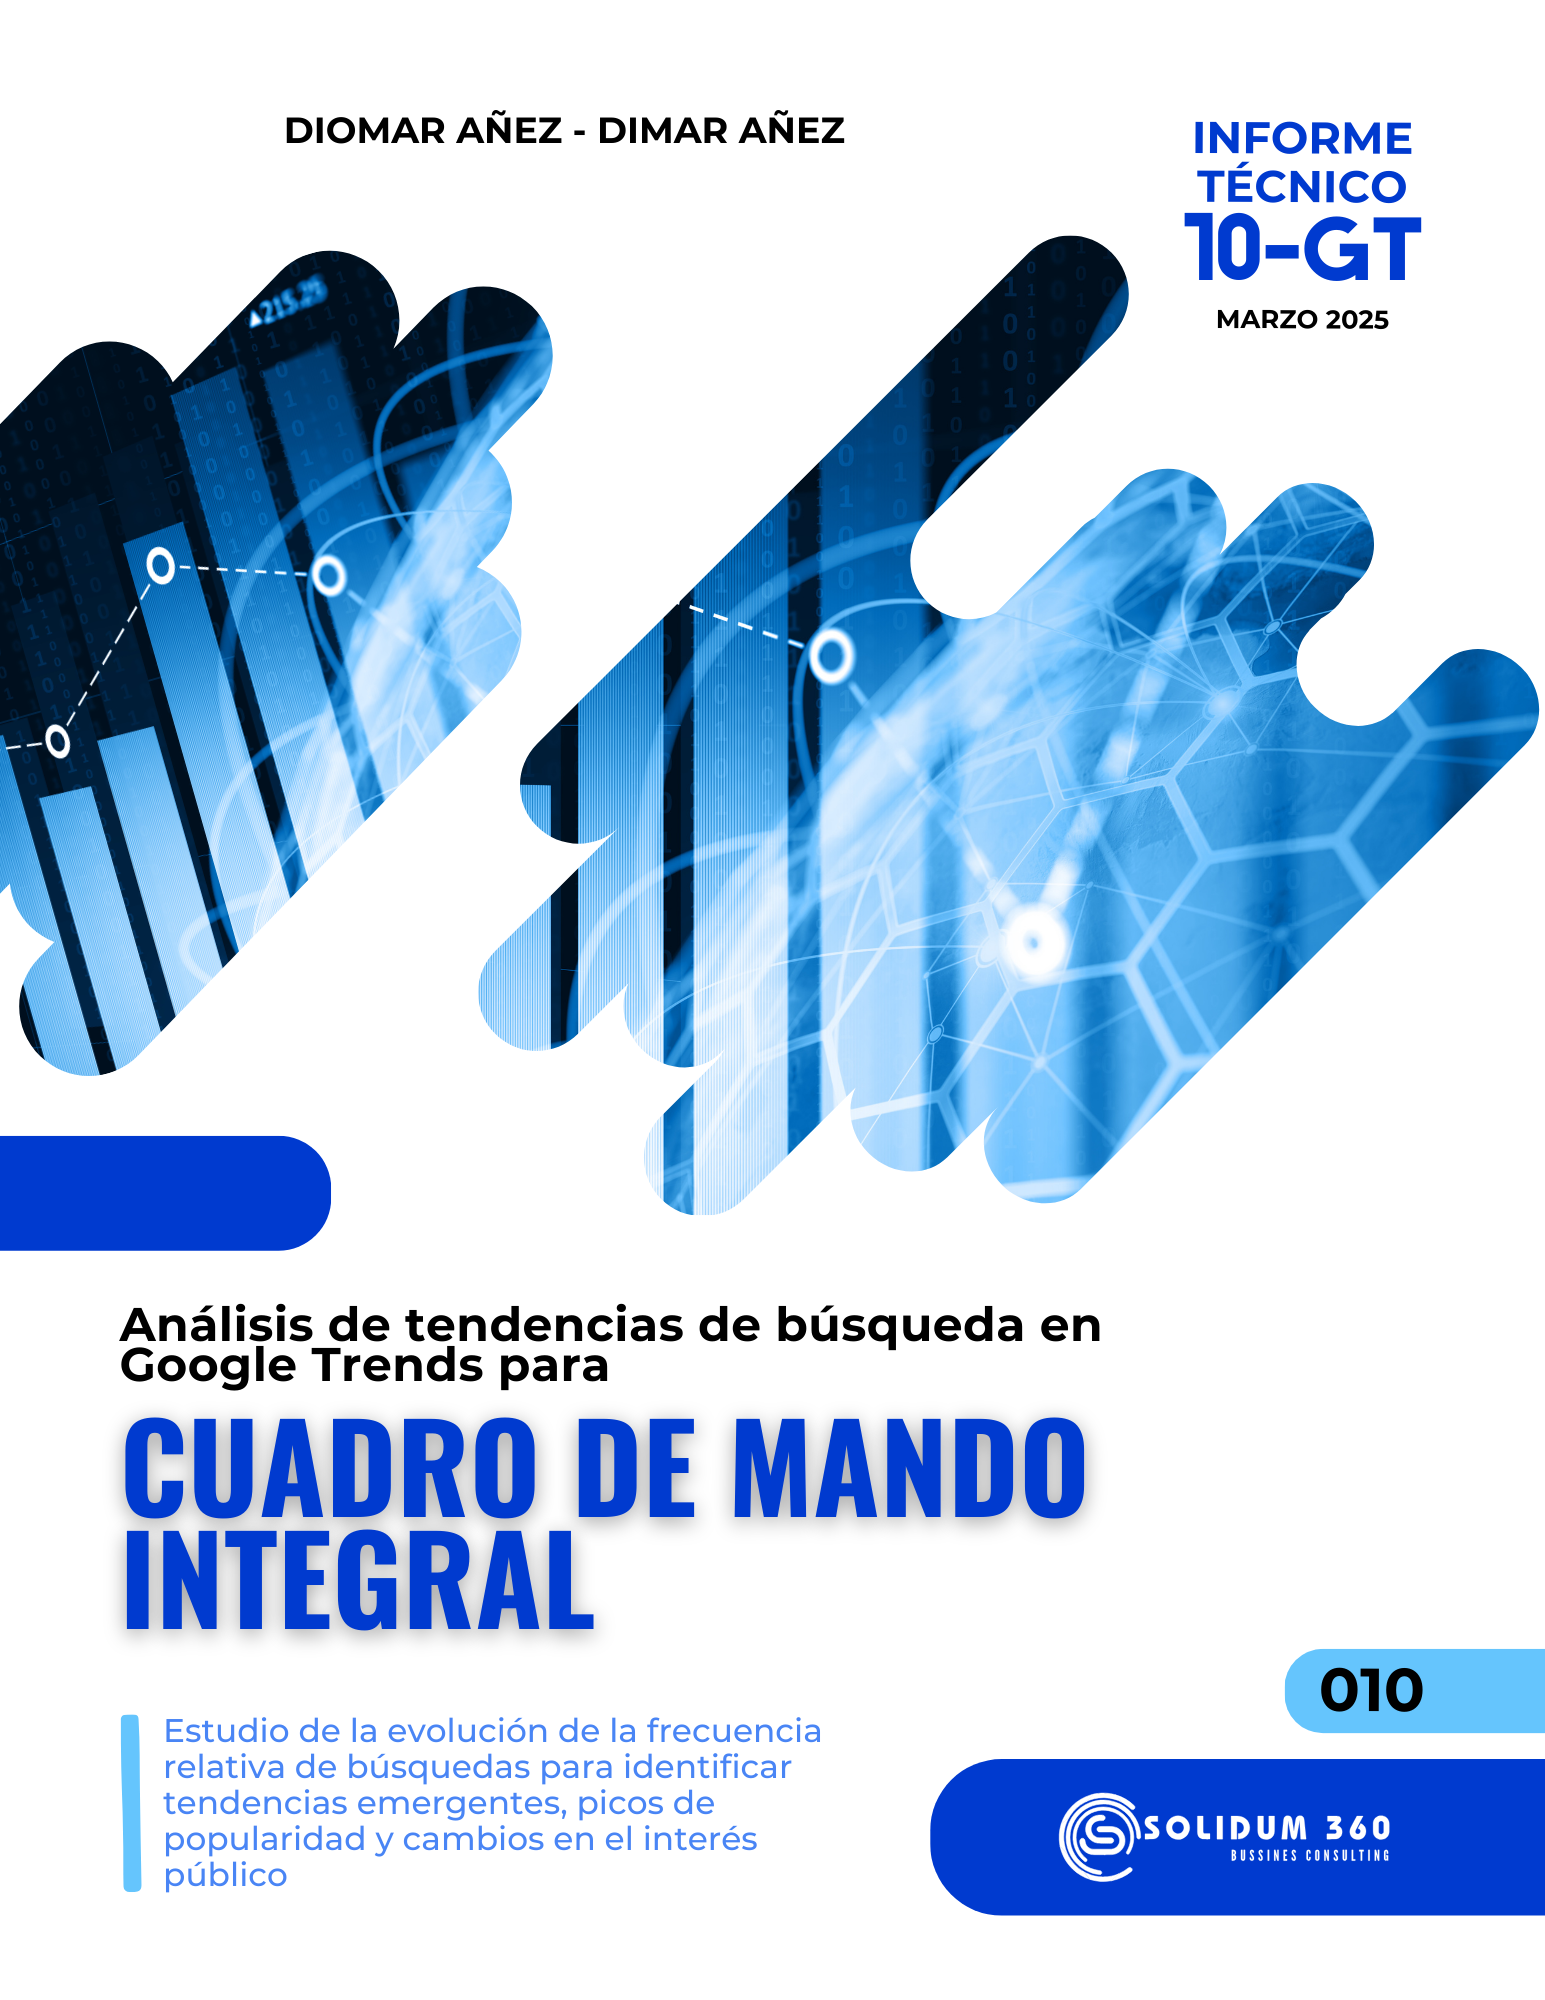 DIOMAR AÑEZ - DIMAR AÑEZ
INFORME
TÉCNICO
10-GT
MARZO 2025
▲215.29
Análisis de tendencias de búsqueda en
Google Trends para
CUADRO DE MANDO
INTEGRAL
010
Estudio de la evolución de la frecuencia
relativa de búsquedas para identificar
tendencias emergentes, picos de
popularidad y cambios en el interés
público
SOLIDUM 360
BUSSINES CONSULTING